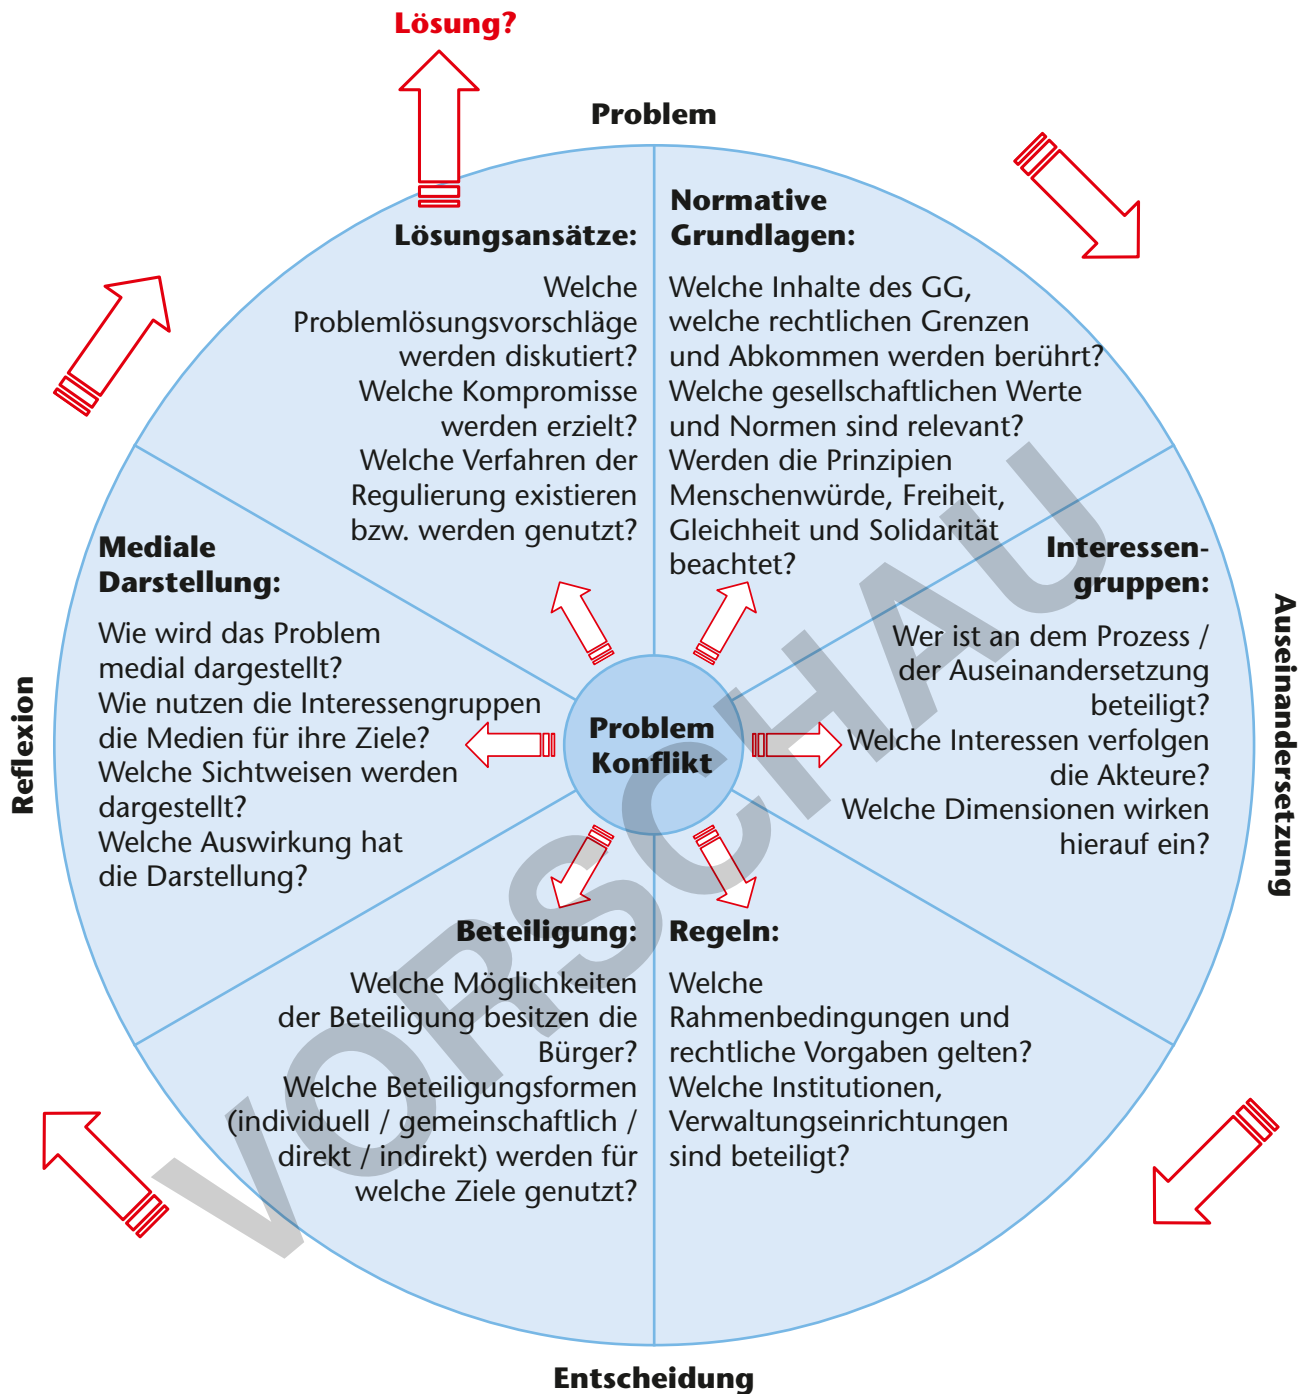 Lösung?
Problem
Lösungsansätze:
Welche
Problemlösungsvorschläge
werden diskutiert?
Welche Kompromisse
werden erzielt?
Welche Verfahren der
Regulierung existieren
bzw. werden genutzt?
Normative
Grundlagen:
Welche Inhalte des GG,
welche rechtlichen Grenzen
und Abkommen werden berührt?
Welche gesellschaftlichen Werte
und Normen sind relevant?
Werden die Prinzipien
Menschenwürde, Freiheit,
Gleichheit und Solidarität
beachtet?
Interessen-
gruppen:
Wer ist an dem Prozess /
der Auseinandersetzung
beteiligt?
Welche Interessen verfolgen
die Akteure?
Welche Dimensionen wirken
hierauf ein?
Auseinandersetzung
Mediale
Darstellung:
Wie wird das Problem
medial dargestellt?
Wie nutzen die Interessengruppen
die Medien für ihre Ziele?
Welche Sichtweisen werden
dargestellt?
Welche Auswirkung hat
die Darstellung?
Reflexion
Problem
Konflikt
Beteiligung:
Welche Möglichkeiten
der Beteiligung besitzen die
Bürger?
Welche Beteiligungsformen
(individuell / gemeinschaftlich /
direkt / indirekt) werden für
welche Ziele genutzt?
Regeln:
Welche
Rahmenbedingungen und
rechtliche Vorgaben gelten?
Welche Institutionen,
Verwaltungseinrichtungen
sind beteiligt?
Entscheidung
VORSCHAU